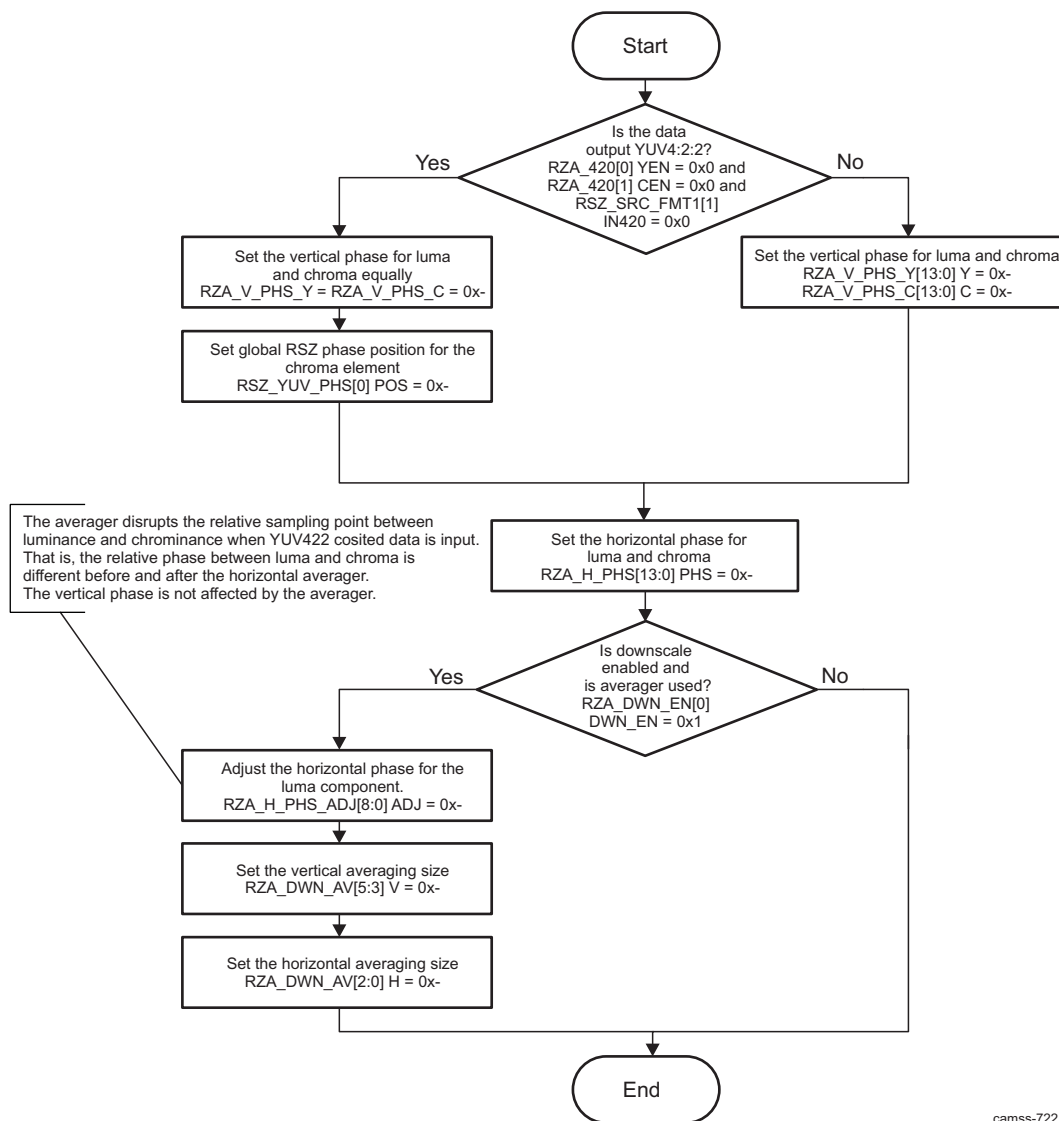 Start
Is the data
output YUV4:2:2?
RZA_420[0] YEN = 0x0 and
RZA_420[1] CEN = 0x0 and
RSZ_SRC_FMT1[1]
IN420 = 0x0
Yes
No
Set the vertical phase for luma
and chroma equally
RZA_V_PHS_Y = RZA_V_PHS_C = 0x-
Set the vertical phase for luma and chroma
RZA_V_PHS_Y[13:0] Y = 0x-
RZA_V_PHS_C[13:0] C = 0x-
Set global RSZ phase position for the
chroma element
RSZ_YUV_PHS[0] POS = 0x-
The averager disrupts the relative sampling point between
luminance and chrominance when YUV422 cosited data is input.
That is, the relative phase between luma and chroma is
different before and after the horizontal averager.
The vertical phase is not affected by the averager.
Set the horizontal phase for
luma and chroma
RZA_H_PHS[13:0] PHS = 0x-
Is downscale
enabled and
is averager used?
RZA_DWN_EN[0]
DWN_EN = 0x1
Yes
No
Adjust the horizontal phase for the
luma component.
RZA_H_PHS_ADJ[8:0] ADJ = 0x-
Set the vertical averaging size
RZA_DWN_AV[5:3] V = 0x-
Set the horizontal averaging size
RZA_DWN_AV[2:0] H = 0x-
End
camss-722